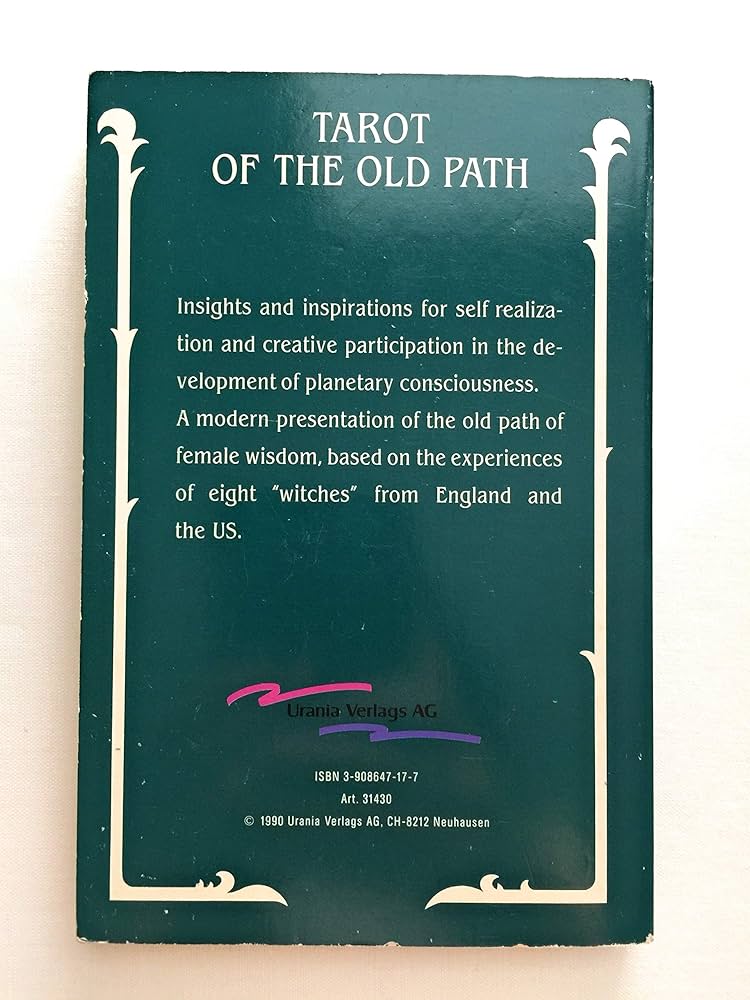 TAROT
OF THE OLD PATH
Insights and inspirations for self realiza-
tion and creative participation in the de-
velopment of planetary consciousness.
A modern presentation of the old path of
female wisdom, based on the experiences
of eight "witches" from England and
the US.
Urania Verlags AG
ISBN 3-908647-17-7
Art. 31430
© 1990 Urania Verlags AG, CH-8212 Neuhausen